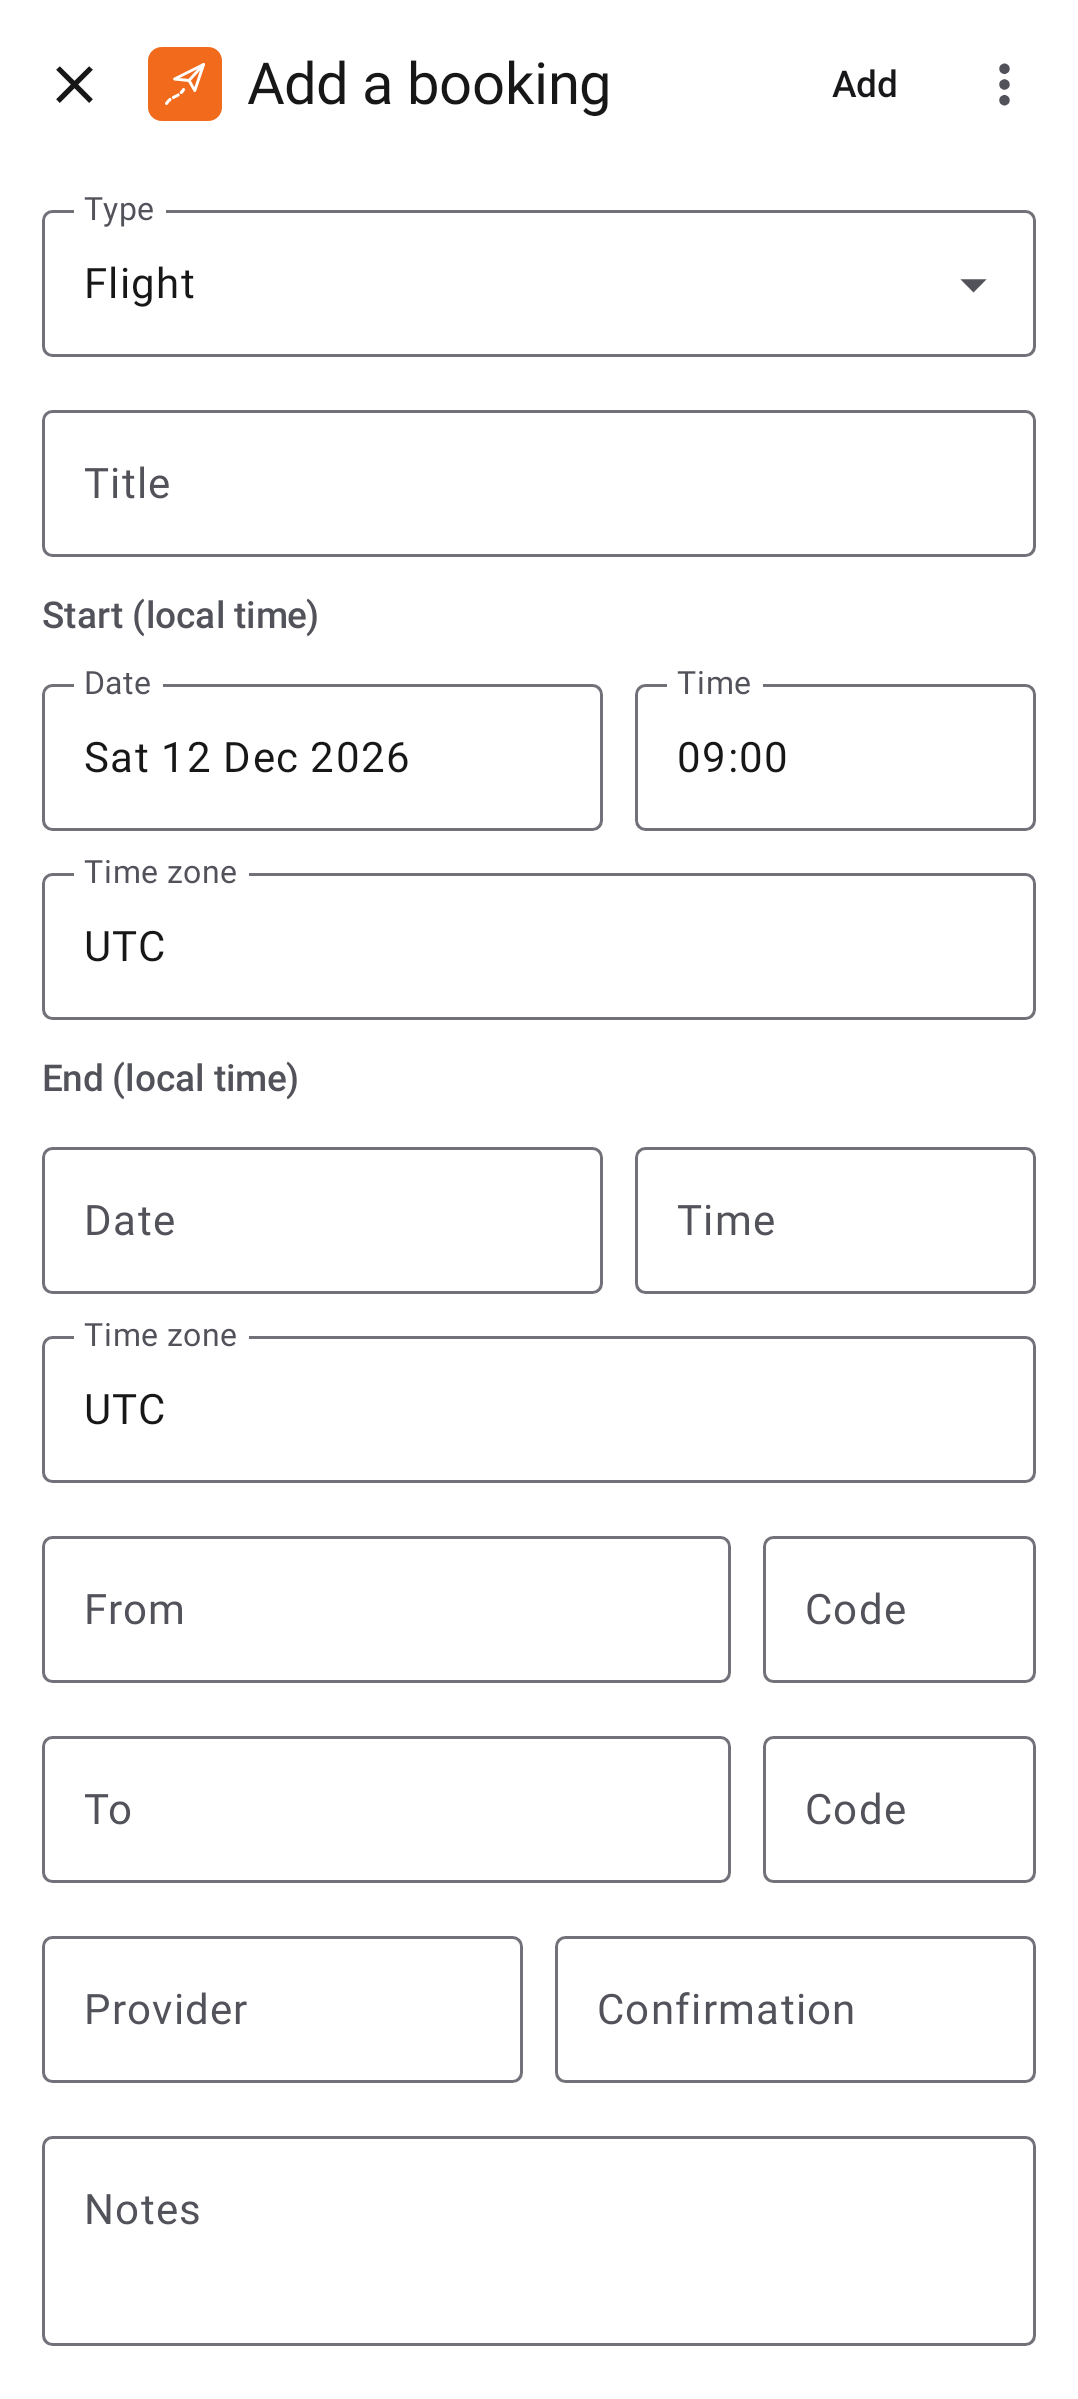 Add a booking
Add
Type
Flight
Title
Start (local time)
Date
Sat 12 Dec 2026
Time
09:00
Time zone
UTC
End (local time)
Date
Time
Time zone
UTC
From
Code
To
Code
Provider
Confirmation
Notes